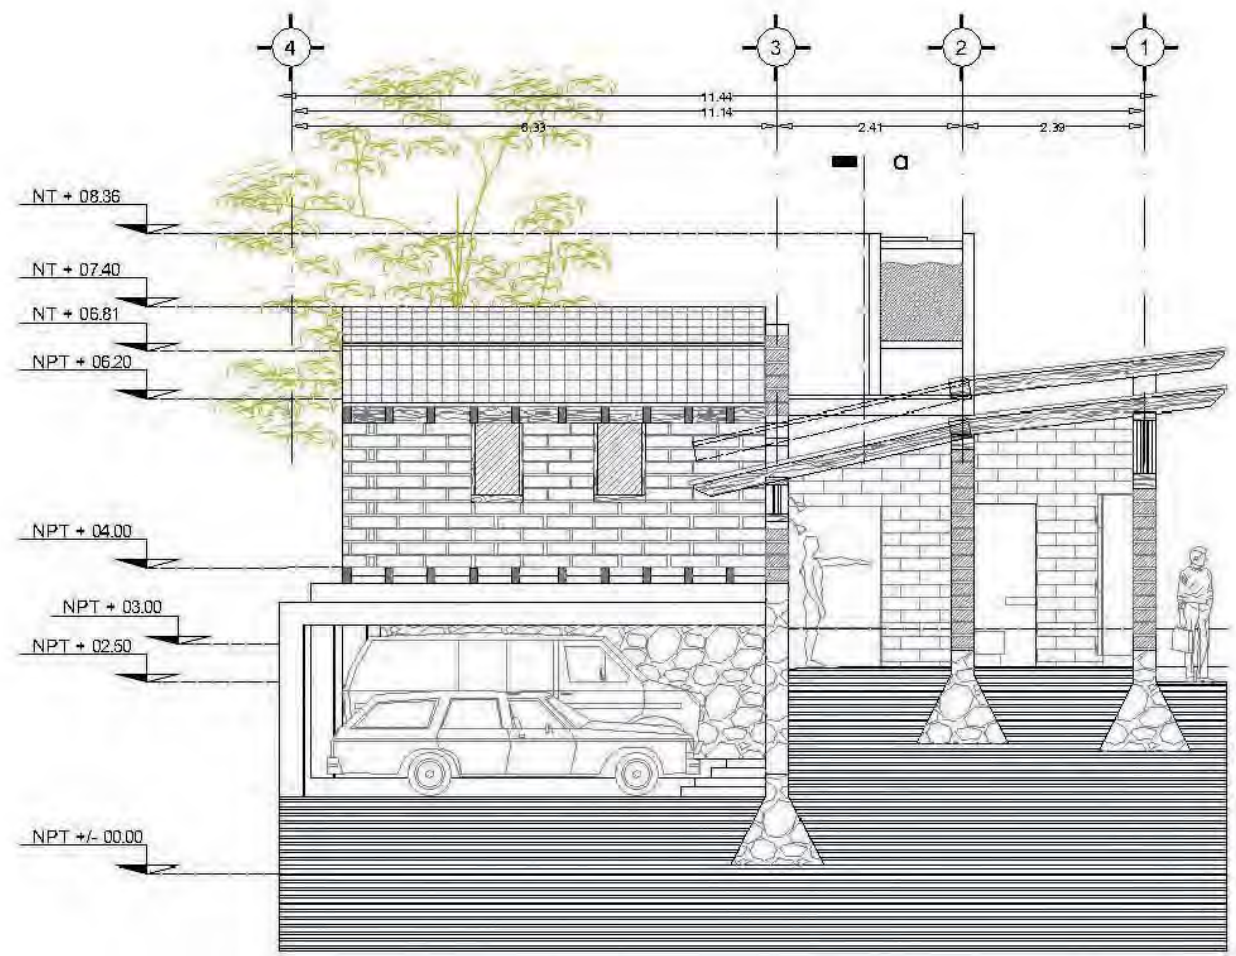 4 3 2 1
11.44
11.14
6.33 2.41 2.39
a
NT + 08.36
NT + 07.40
NT + 06.81
NPT + 06.20
NPT + 04.00
NPT + 03.00
NPT + 02.50
NPT +/- 00.00